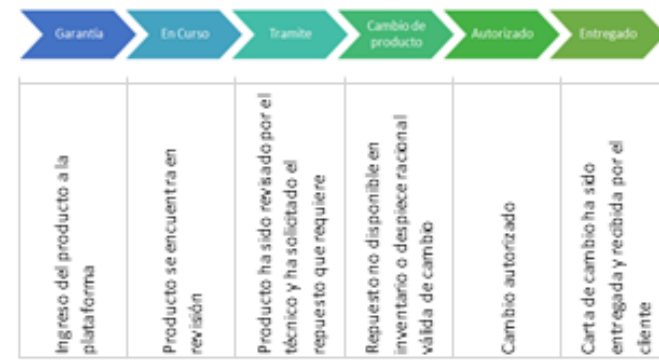 Garantía
En Curso
Tramite
Cambio de
producto
Autorizado
Entregado
Ingreso del producto a la
plataforma
Producto se encuentra en
revisión
Producto ha sido revisado por el
técnico y ha solicitado el
repuesto que requiere
Repuesto no disponible en
inventario o despiece racional
válida de cambio
Cambio autorizado
Carta de cambio ha sido
entregada y recibida por el
cliente